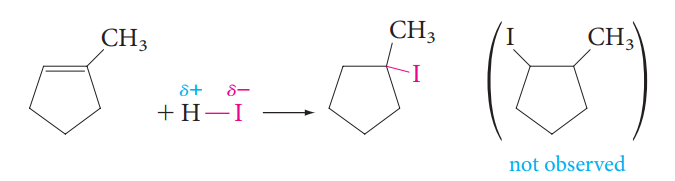 CH3
δ+ δ−
+ H—I
CH3
I
I CH3
not observed